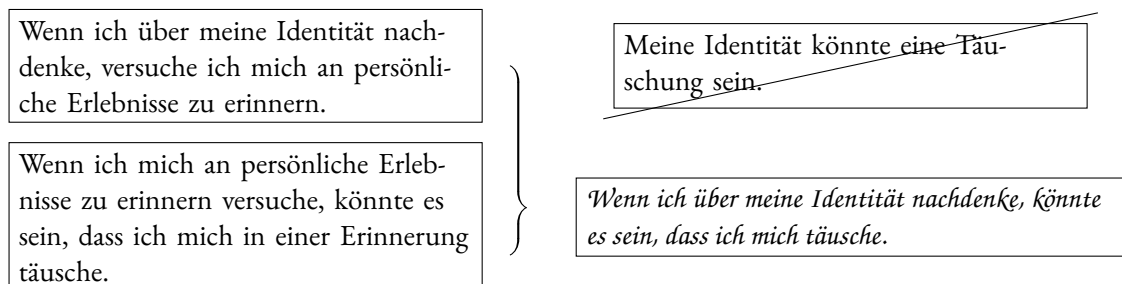 Wenn ich über meine Identität nach-
denke, versuche ich mich an persönli-
che Erlebnisse zu erinnern.
Wenn ich mich an persönliche Erleb-
nisse zu erinnern versuche, könnte es
sein, dass ich mich in einer Erinnerung
täusche.
Meine Identität könnte eine Täu-
schung sein.
Wenn ich über meine Identität nachdenke, könnte
es sein, dass ich mich täusche.